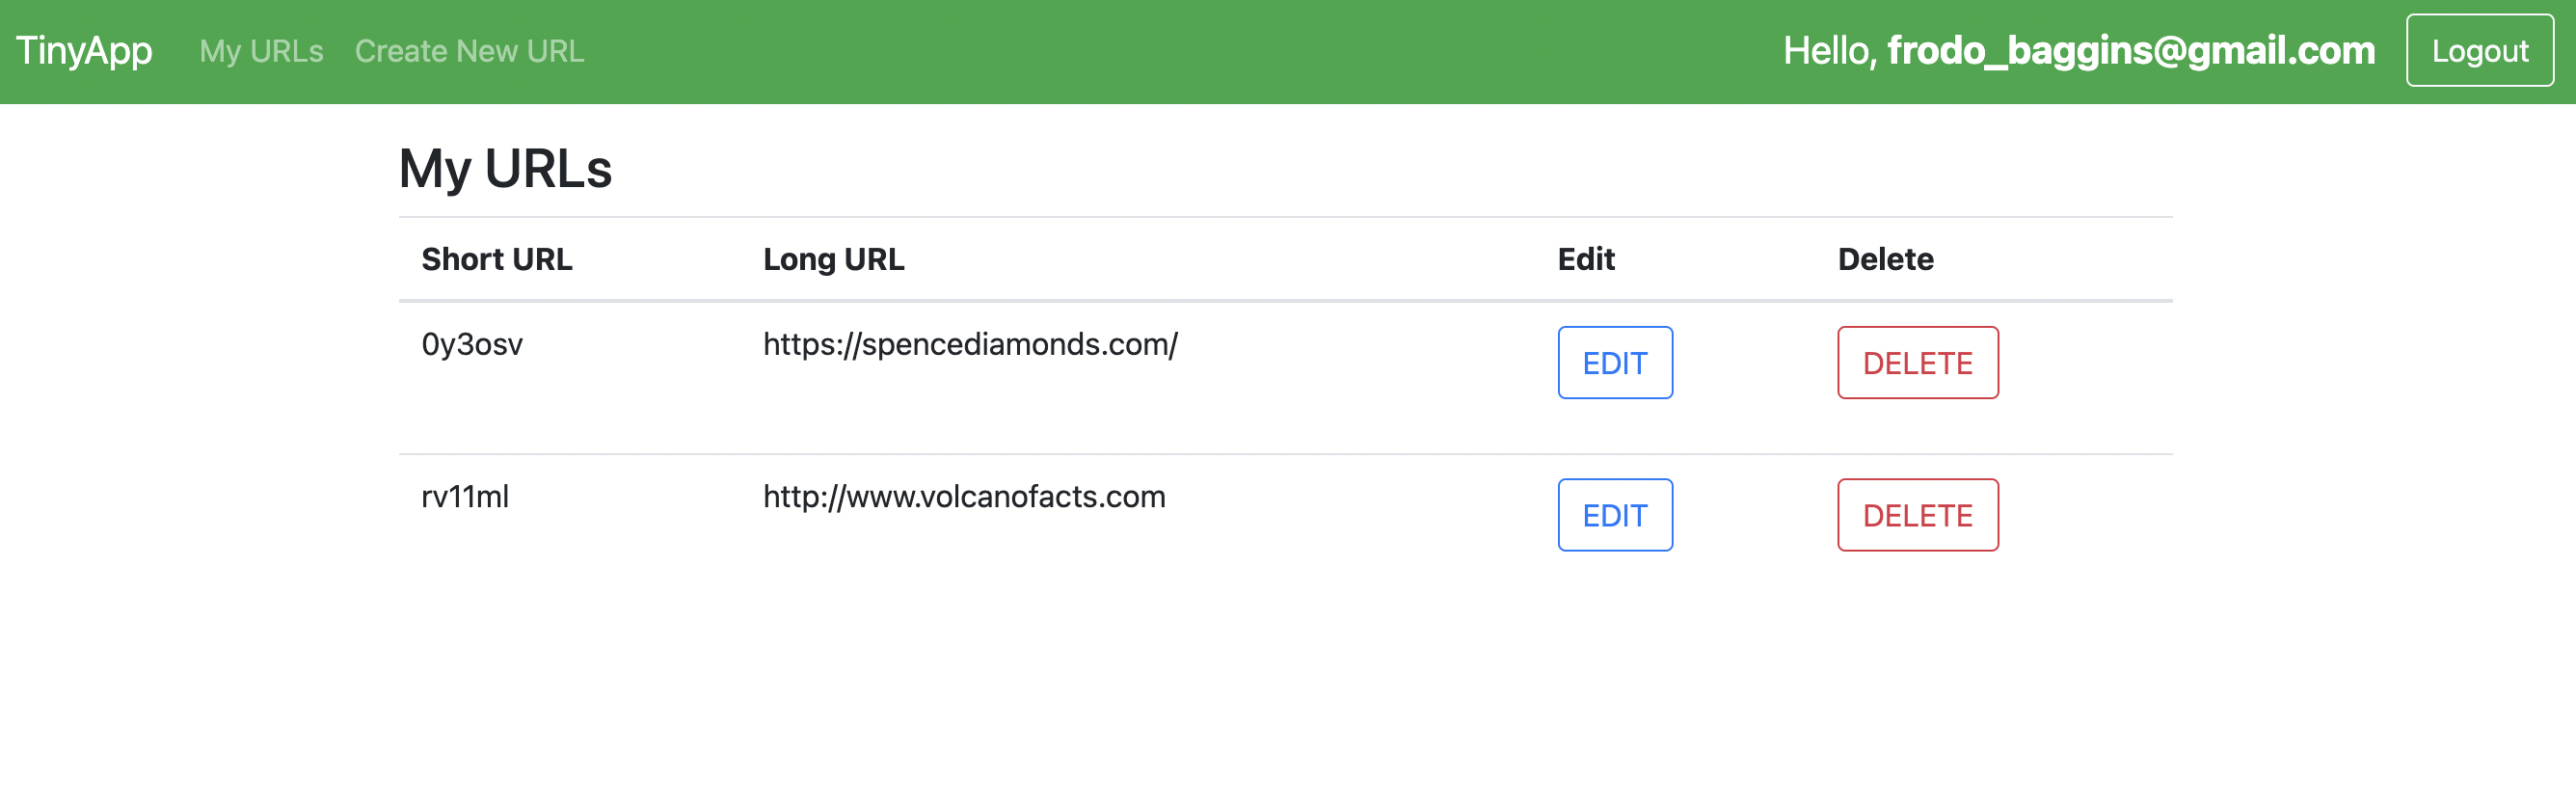 TinyApp My URLs Create New URL Hello, frodo_baggins@gmail.com Logout
My URLs
Short URL Long URL Edit Delete
0y3osv https://spencediamonds.com/ EDIT DELETE
rv11ml http://www.volcanofacts.com EDIT DELETE